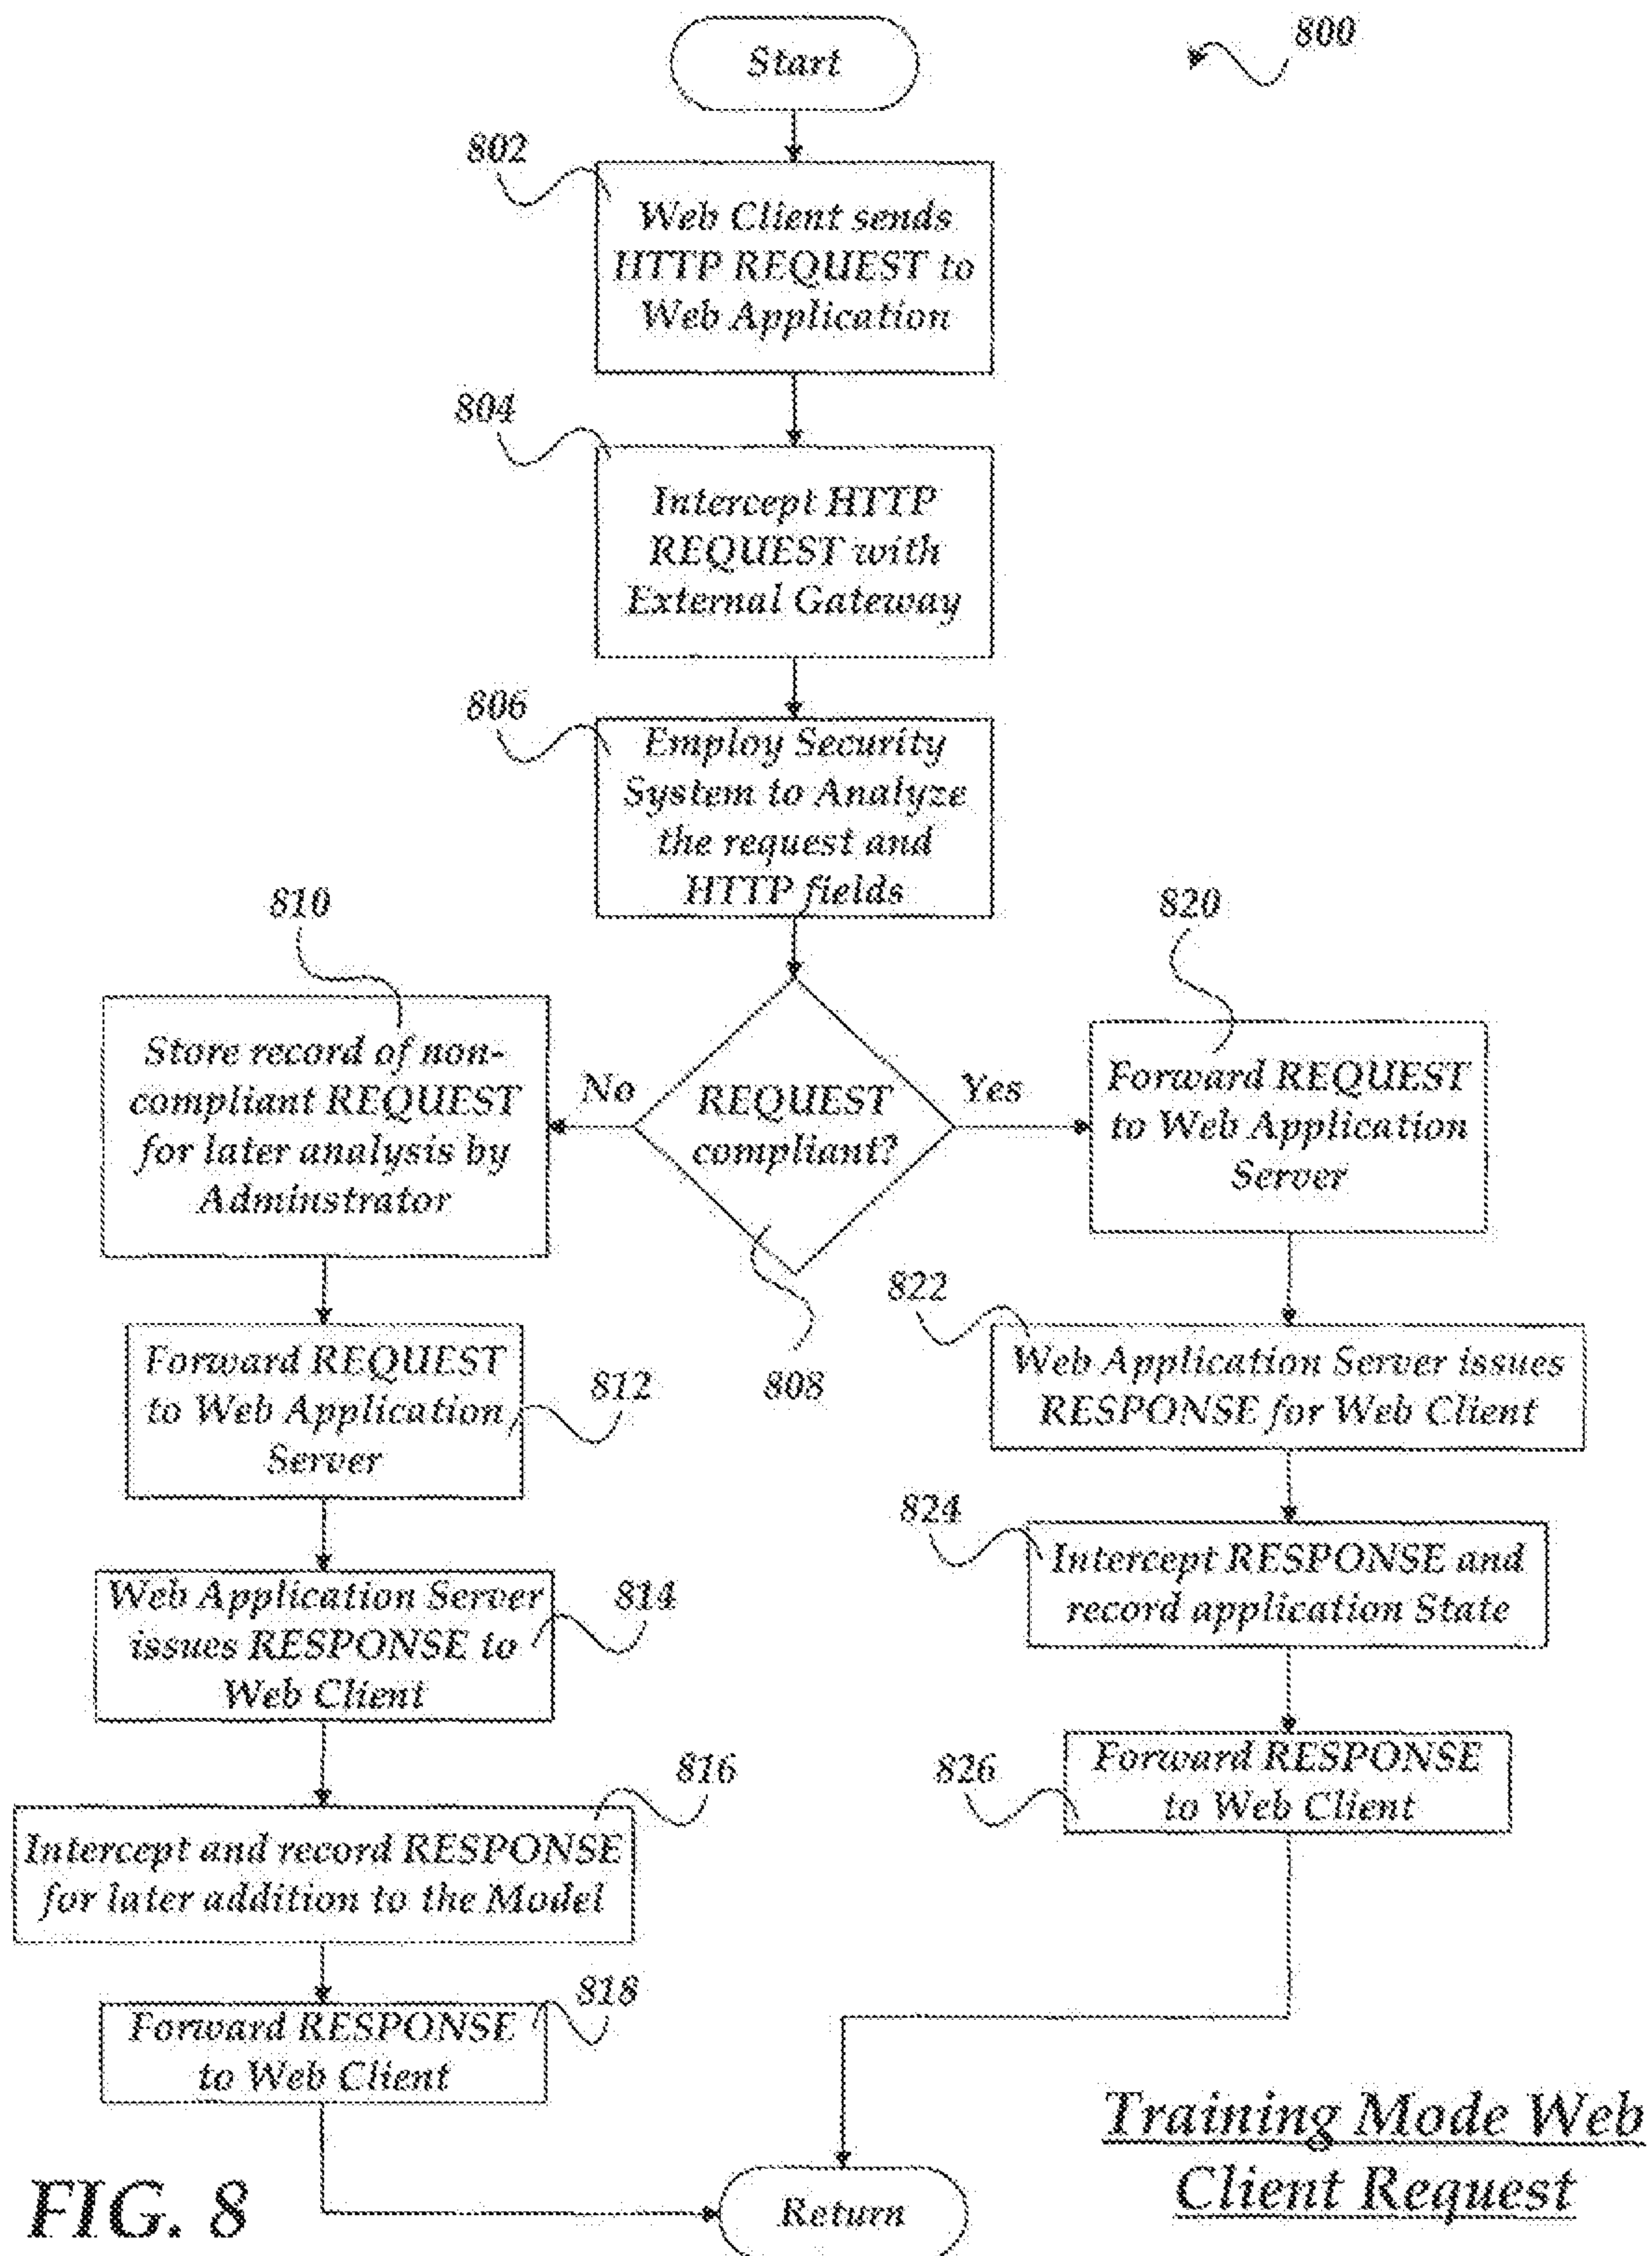 Start
800
802
Web Client sends
HTTP REQUEST to
Web Application
804
Intercept HTTP
REQUEST with
External Gateway
806
Employ Security
System to Analyze
the request and
HTTP fields
810
Store record of non-
compliant REQUEST
for later analysis by
Adminstrator
No
REQUEST
compliant?
Yes
808
820
Forward REQUEST
to Web Application
Server
812
Forward REQUEST
to Web Application
Server
822
Web Application Server issues
RESPONSE for Web Client
814
Web Application Server
issues RESPONSE to
Web Client
824
Intercept RESPONSE and
record application State
816
Intercept and record RESPONSE
for later addition to the Model
826
Forward RESPONSE
to Web Client
818
Forward RESPONSE
to Web Client
Return
Training Mode Web
Client Request
FIG. 8